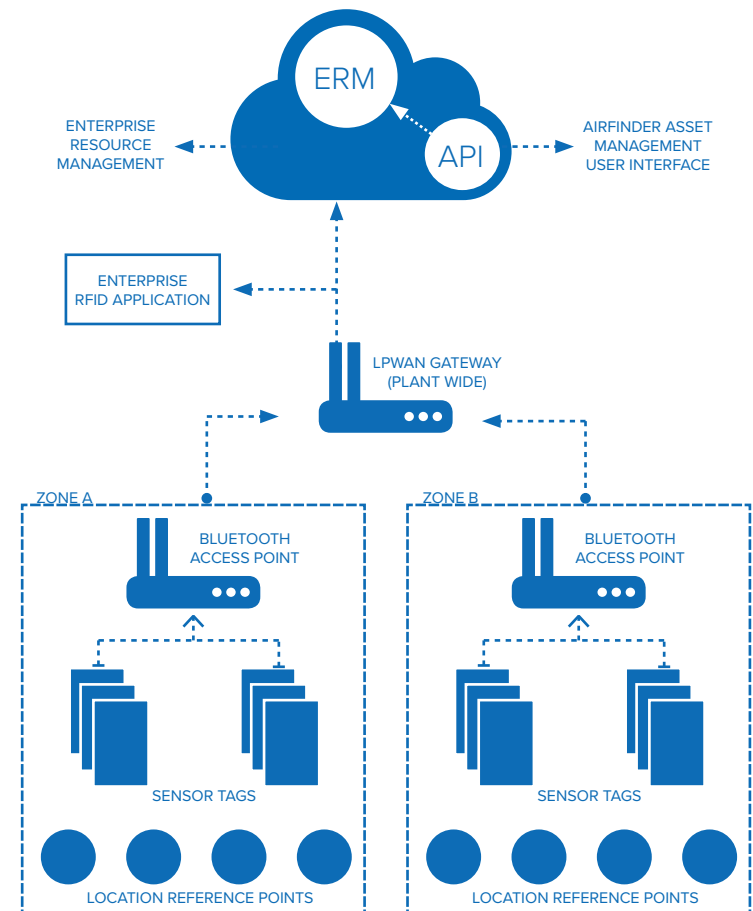 ERM
API
ENTERPRISE
RESOURCE
MANAGEMENT
AIRFINDER ASSET
MANAGEMENT
USER INTERFACE
ENTERPRISE
RFID APPLICATION
LPWAN GATEWAY
(PLANT WIDE)
ZONE A
BLUETOOTH
ACCESS POINT
SENSOR TAGS
LOCATION REFERENCE POINTS
ZONE B
BLUETOOTH
ACCESS POINT
SENSOR TAGS
LOCATION REFERENCE POINTS